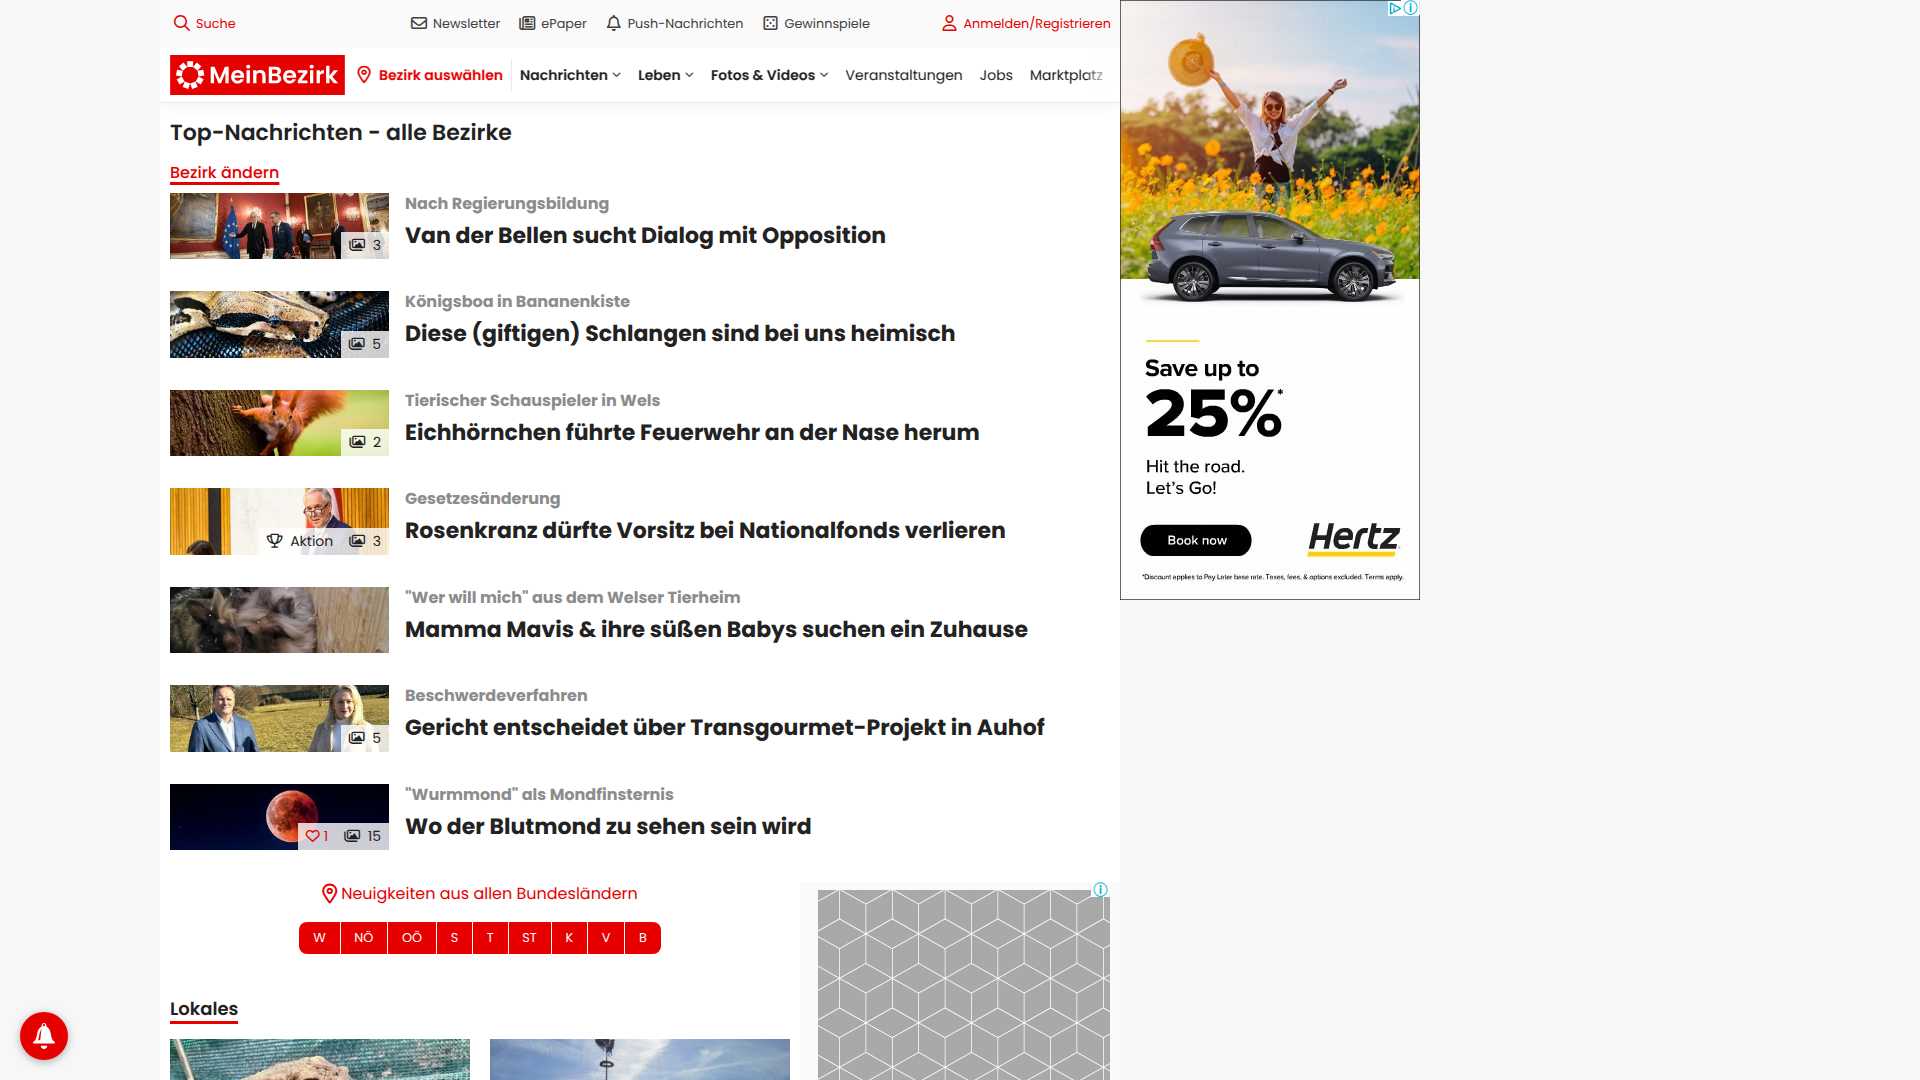 Suche
Newsletter
ePaper
Push-Nachrichten
Gewinnspiele
Anmelden/Registrieren
MeinBezirk
Bezirk auswählen
Nachrichten
Leben
Fotos & Videos
Veranstaltungen
Jobs
Marktplatz
Top-Nachrichten - alle Bezirke
Bezirk ändern
3
Nach Regierungsbildung
Van der Bellen sucht Dialog mit Opposition
5
Königsboa in Bananenkiste
Diese (giftigen) Schlangen sind bei uns heimisch
2
Tierischer Schauspieler in Wels
Eichhörnchen führte Feuerwehr an der Nase herum
Aktion 3
Gesetzesänderung
Rosenkranz dürfte Vorsitz bei Nationalfonds verlieren
"Wer will mich" aus dem Welser Tierheim
Mamma Mavis & ihre süßen Babys suchen ein Zuhause
5
Beschwerdeverfahren
Gericht entscheidet über Transgourmet-Projekt in Auhof
1 15
"Wurmmond" als Mondfinsternis
Wo der Blutmond zu sehen sein wird
Neuigkeiten aus allen Bundesländern
W NÖ OÖ S T ST K V B
Lokales
Save up to
25%*
Hit the road.
Let's Go!
Book now
Hertz
*Discount applies to Pay Later base rate. Taxes, fees, & options excluded. Terms apply.